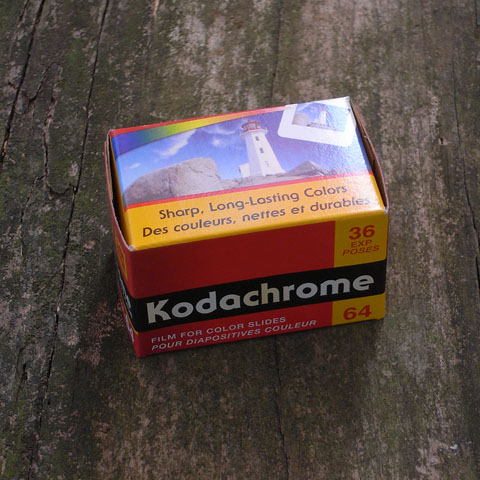 Sharp, Long-Lasting Colors
Des couleurs, nettes et durables
36
EXP
POSES
Kodachrome
64
FILM FOR COLOR SLIDES
POUR DIAPOSITIVES COULEUR